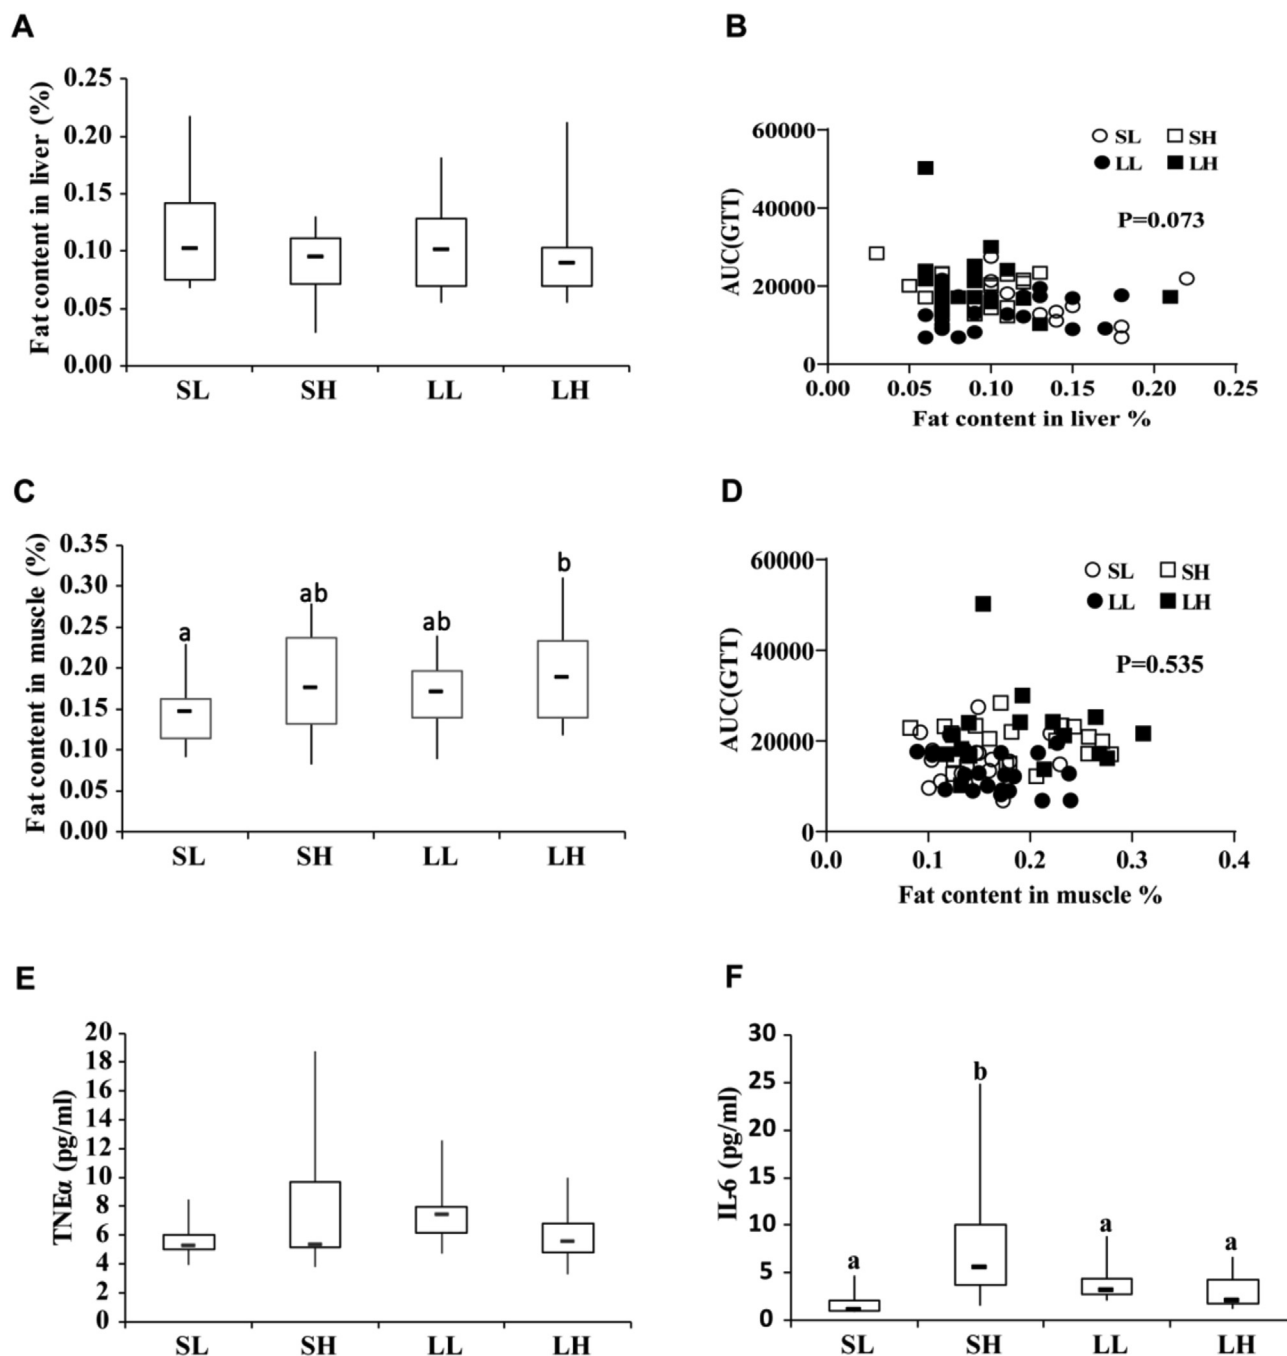 A
Fat content in liver (%)
0.25
0.20
0.15
0.10
0.05
0.00
SL SH LL LH
B
AUC(GTT)
60000
40000
20000
0
SL SH
LL LH
P=0.073
0.00 0.05 0.10 0.15 0.20 0.25
Fat content in liver %
C
Fat content in muscle (%)
0.35
0.30
0.25
0.20
0.15
0.10
0.05
0.00
a ab ab b
SL SH LL LH
D
AUC(GTT)
60000
40000
20000
0
SL SH
LL LH
P=0.535
0.0 0.1 0.2 0.3 0.4
Fat content in muscle %
E
TNEα (pg/ml)
20
18
16
14
12
10
8
6
4
2
0
SL SH LL LH
F
IL-6 (pg/ml)
30
25
20
15
10
5
0
a b a a
SL SH LL LH